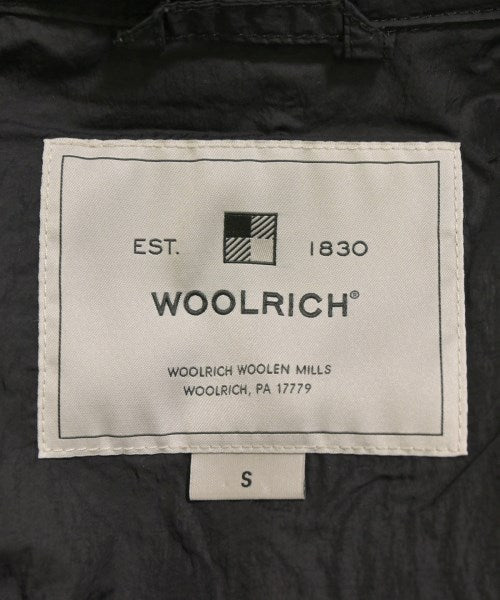 EST. 1830
WOOLRICH®
WOOLRICH WOOLEN MILLS
WOOLRICH, PA 17779
S